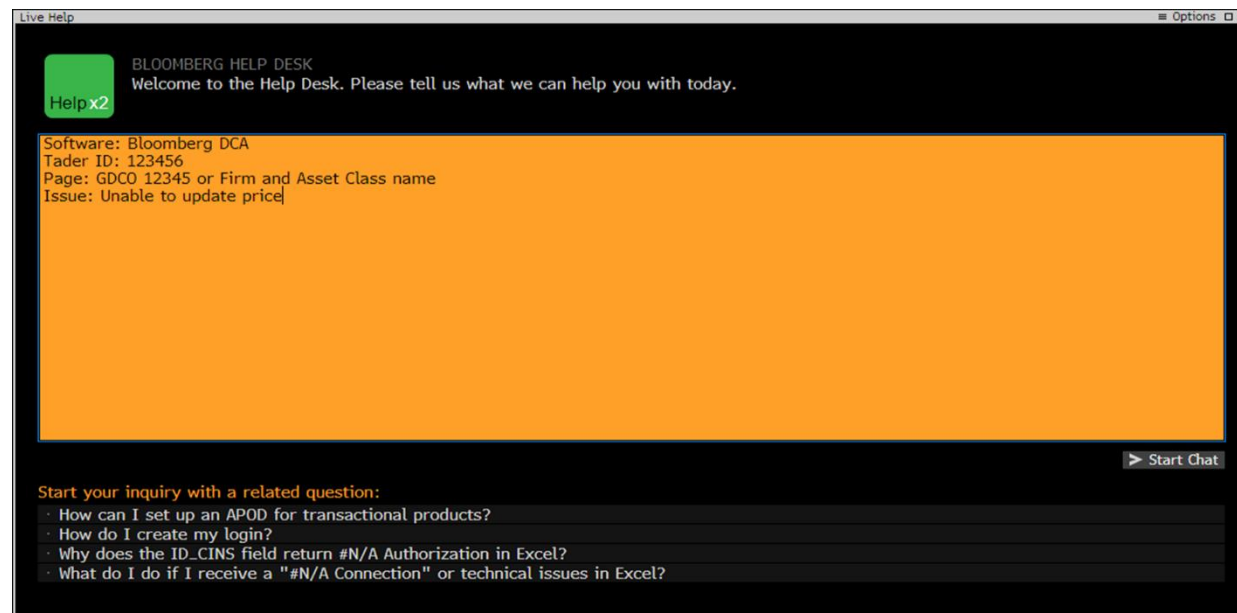 Live Help
≡ Options
BLOOMBERG HELP DESK
Welcome to the Help Desk. Please tell us what we can help you with today.
Help x2
Software: Bloomberg DCA
Tader ID: 123456
Page: GDCO 12345 or Firm and Asset Class name
Issue: Unable to update price
> Start Chat
Start your inquiry with a related question:
· How can I set up an APOD for transactional products?
· How do I create my login?
· Why does the ID_CINS field return #N/A Authorization in Excel?
· What do I do if I receive a "#N/A Connection" or technical issues in Excel?